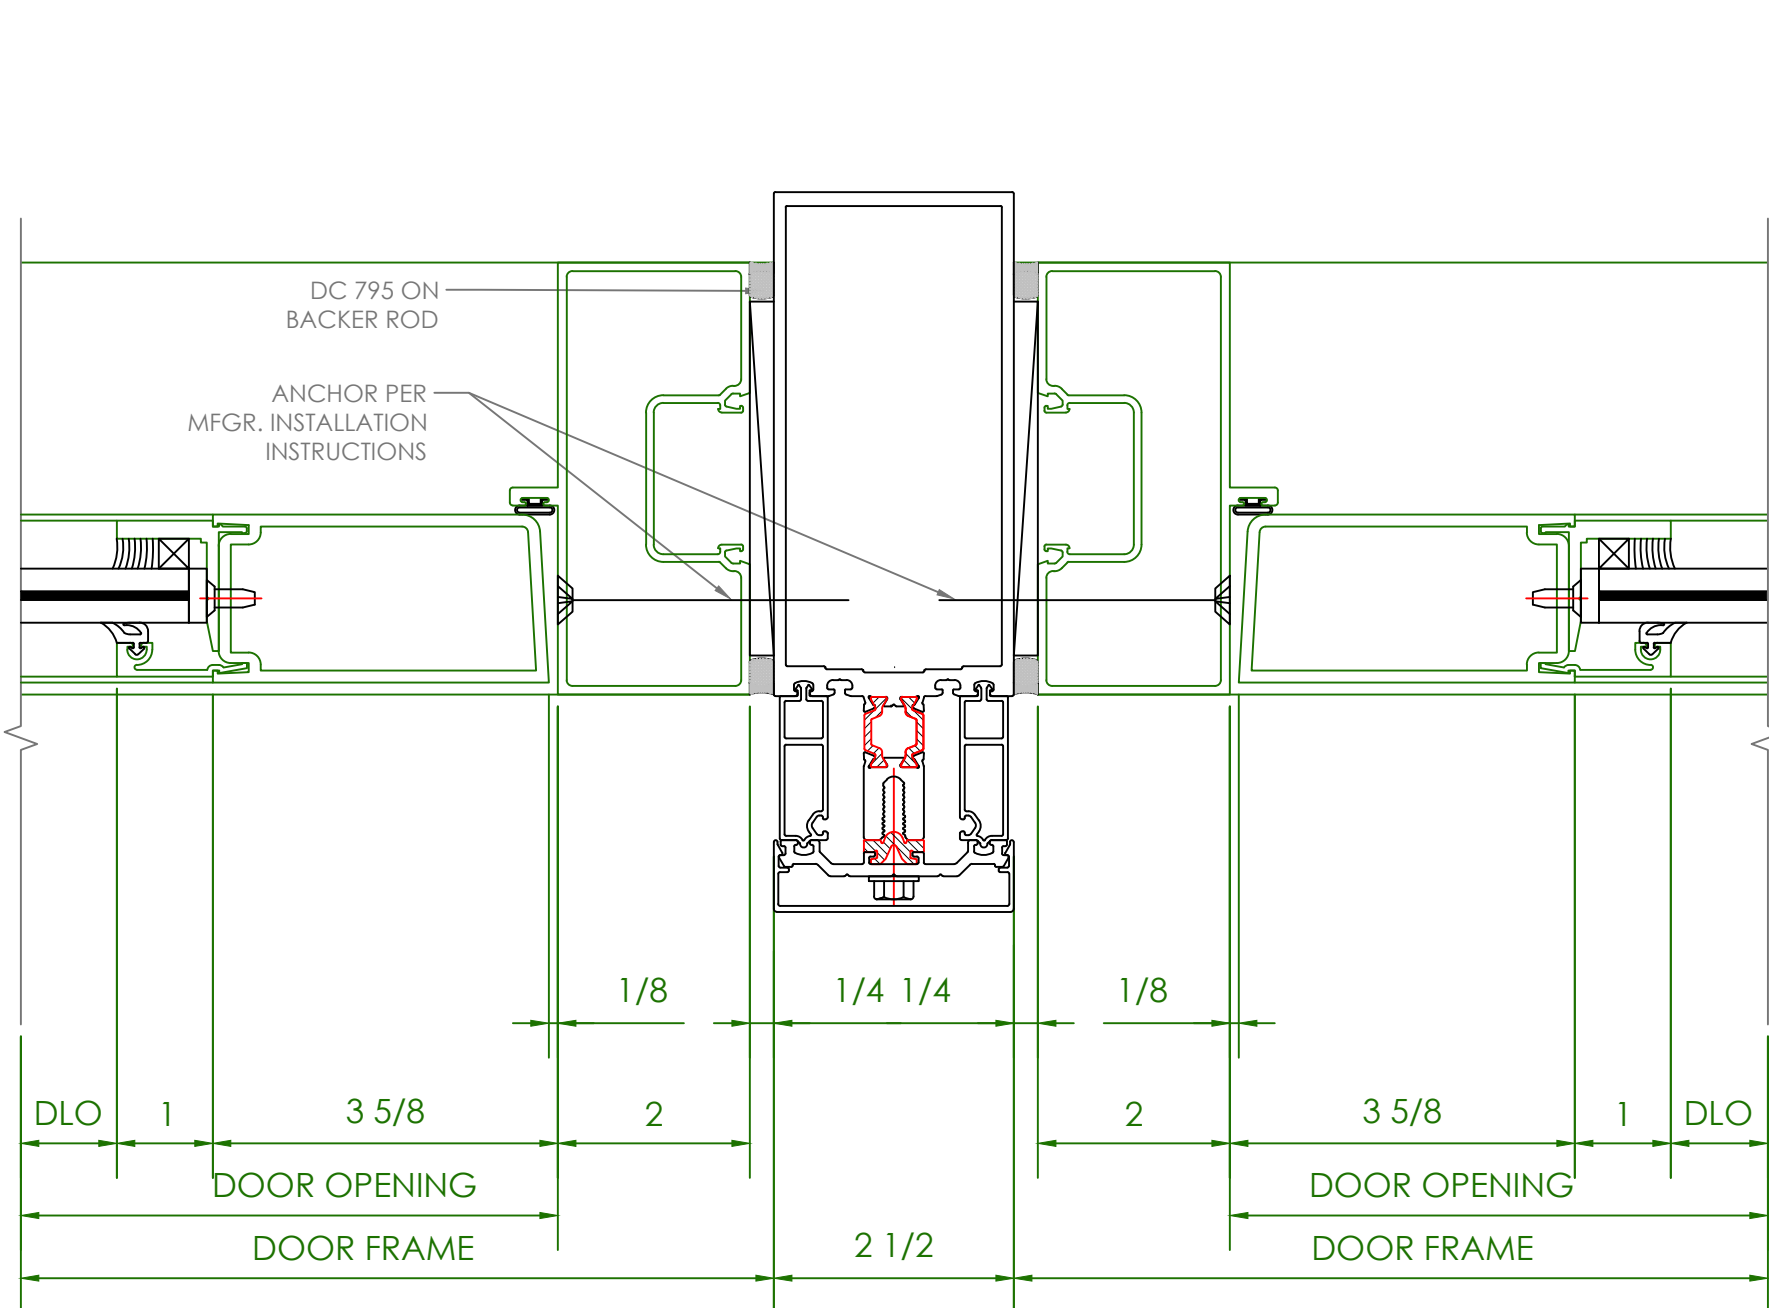 DC 795 ON
BACKER ROD
ANCHOR PER
MFGR. INSTALLATION
INSTRUCTIONS
1/8 1/4 1/4 1/8
DLO 1 3 5/8 2 2 3 5/8 1 DLO
DOOR OPENING DOOR OPENING
DOOR FRAME 2 1/2 DOOR FRAME